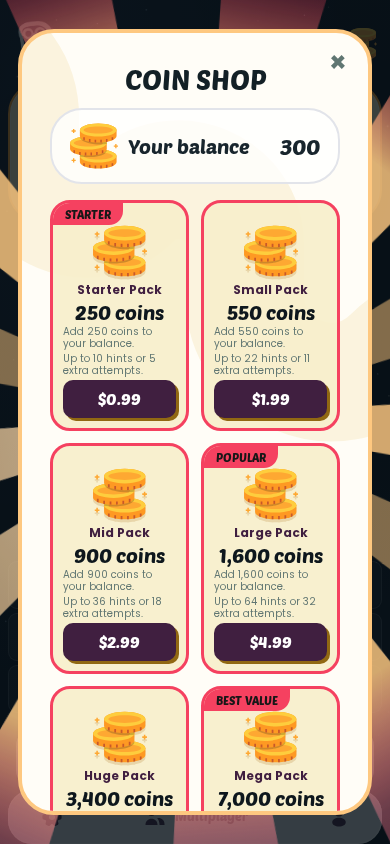 COIN SHOP
✖
Your balance 300
STARTER
Starter Pack
250 coins
Add 250 coins to
your balance.
Up to 10 hints or 5
extra attempts.
$0.99
Small Pack
550 coins
Add 550 coins to
your balance.
Up to 22 hints or 11
extra attempts.
$1.99
Mid Pack
900 coins
Add 900 coins to
your balance.
Up to 36 hints or 18
extra attempts.
$2.99
POPULAR
Large Pack
1,600 coins
Add 1,600 coins to
your balance.
Up to 64 hints or 32
extra attempts.
$4.99
Huge Pack
3,400 coins
BEST VALUE
Mega Pack
7,000 coins
Multiplayer